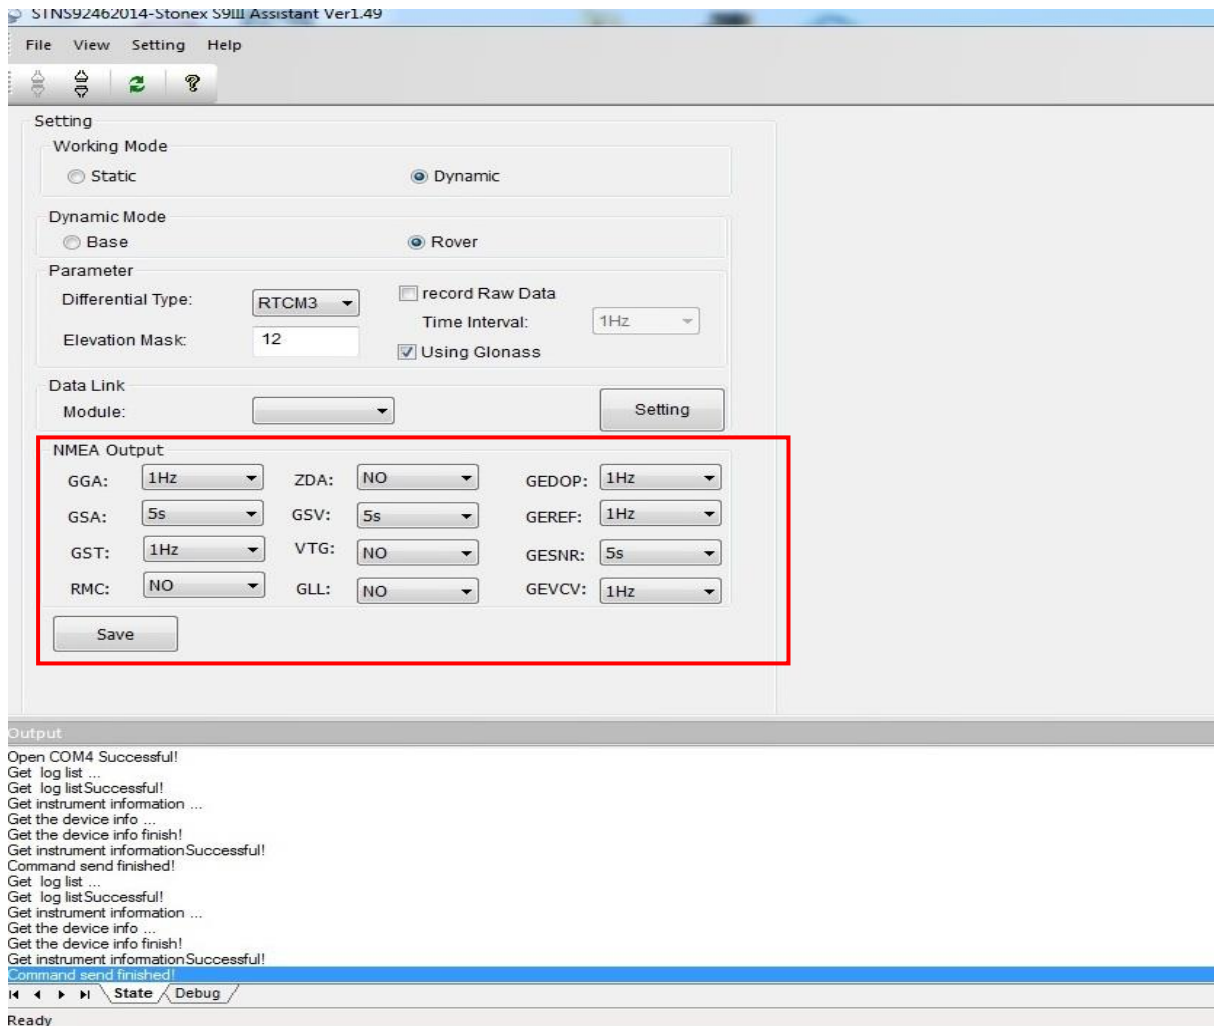 STNS92462014-Stonex S9III Assistant Ver1.49
File View Setting Help
Setting
Working Mode
Static Dynamic
Dynamic Mode
Base Rover
Parameter
Differential Type: RTCM3 record Raw Data
Time Interval: 1Hz
Elevation Mask: 12
Using Glonass
Data Link
Module: Setting
NMEA Output
GGA: 1Hz ZDA: NO GEDOP: 1Hz
GSA: 5s GSV: 5s GEREF: 1Hz
GST: 1Hz VTG: NO GESNR: 5s
RMC: NO GLL: NO GEVCV: 1Hz
Save
Output
Open COM4 Successful!
Get log list ...
Get log listSuccessful!
Get instrument information ...
Get the device info ...
Get the device info finish!
Get instrument informationSuccessful!
Command send finished!
Get log list ...
Get log listSuccessful!
Get instrument information ...
Get the device info ...
Get the device info finish!
Get instrument informationSuccessful!
Command send finished!
State Debug
Ready